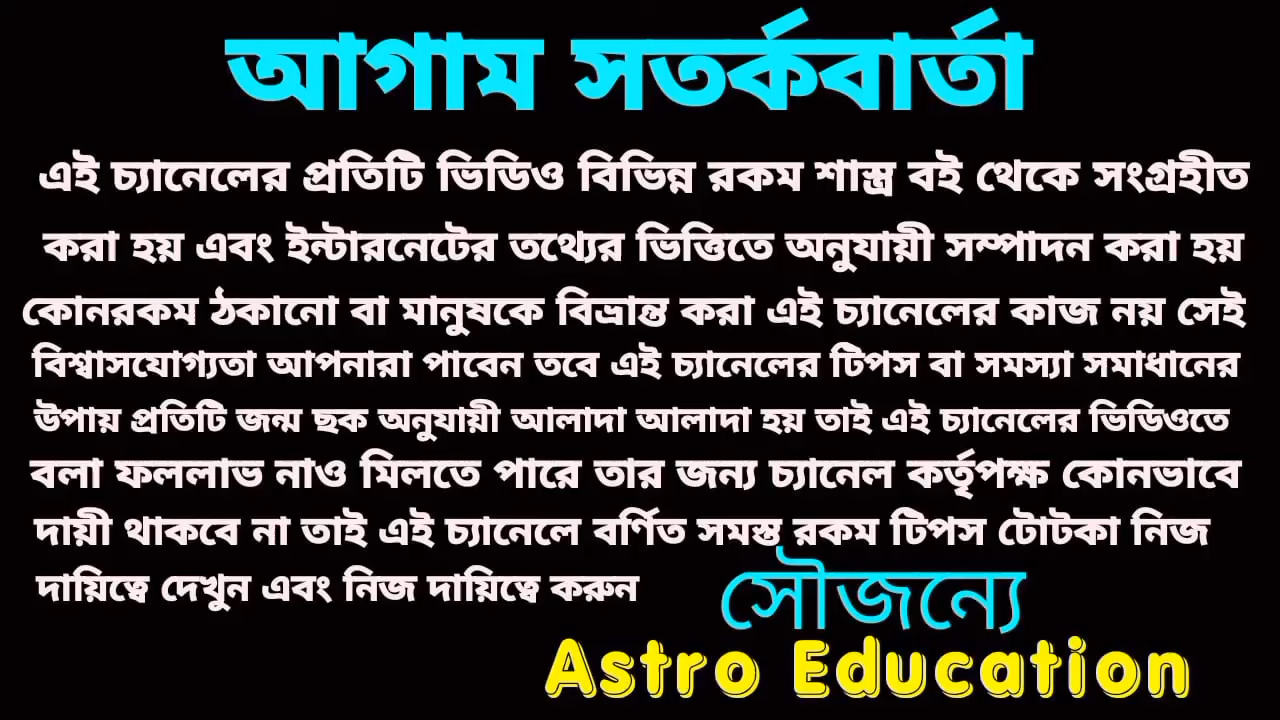 আগাম সতর্কবার্তা
এই চ্যানেলের প্রতিটি ভিডিও বিভিন্ন রকম শাস্ত্র বই থেকে সংগ্রহীত
করা হয় এবং ইন্টারনেটের তথ্যের ভিত্তিতে অনুযায়ী সম্পাদন করা হয়
কোনরকম ঠকানো বা মানুষকে বিভ্রান্ত করা এই চ্যানেলের কাজ নয় সেই
বিশ্বাসযোগ্যতা আপনারা পাবেন তবে এই চ্যানেলের টিপস বা সমস্যা সমাধানের
উপায় প্রতিটি জন্ম ছক অনুযায়ী আলাদা আলাদা হয় তাই এই চ্যানেলের ভিডিওতে
বলা ফললাভ নাও মিলতে পারে তার জন্য চ্যানেল কর্তৃপক্ষ কোনভাবে
দায়ী থাকবে না তাই এই চ্যানেলে বর্ণিত সমস্ত রকম টিপস টোটকা নিজ
দায়িত্বে দেখুন এবং নিজ দায়িত্বে করুন
সৌজন্যে
Astro Education